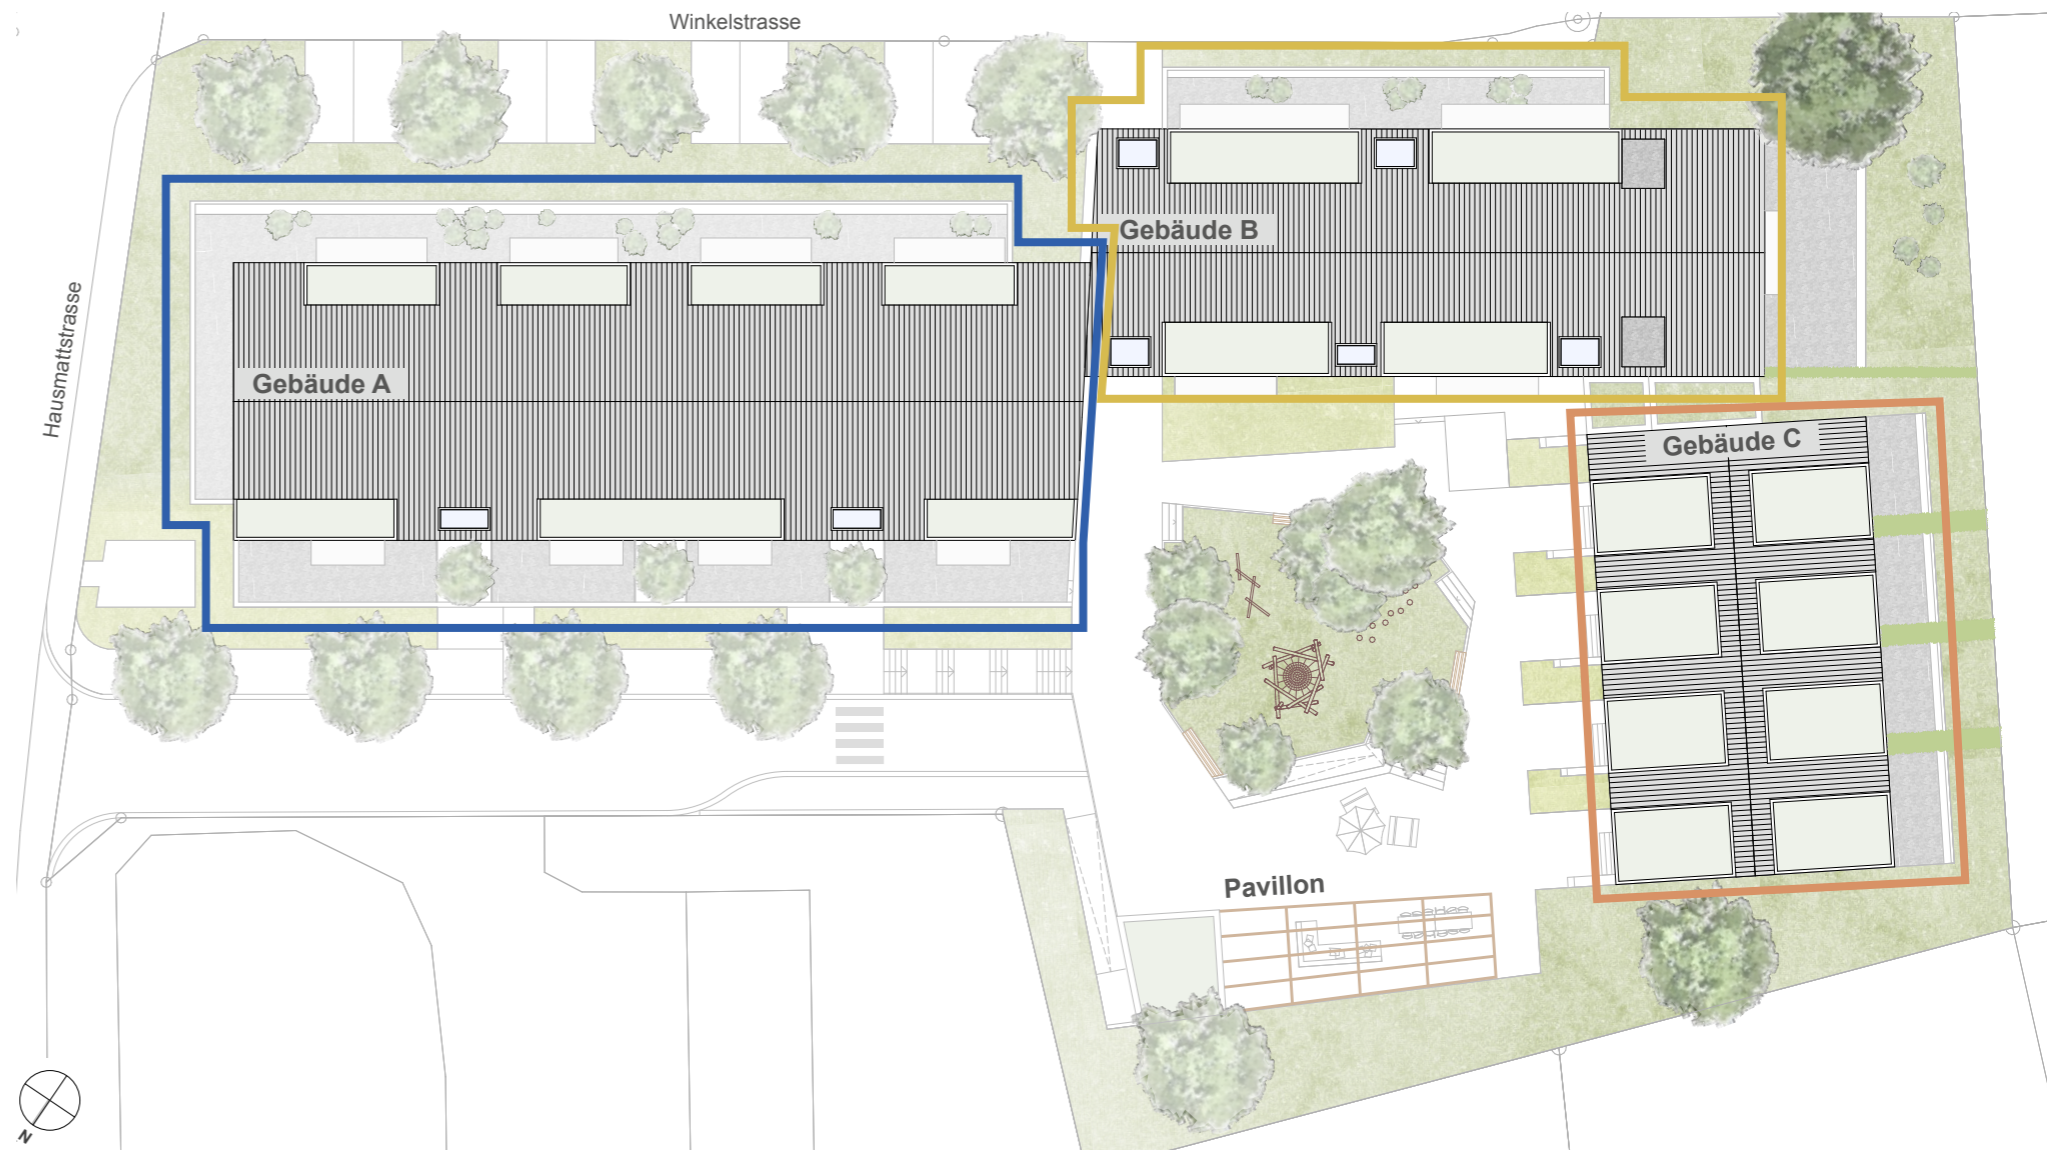 Winkelstrasse
Gebäude B
Hausmattstrasse
Gebäude A
Gebäude C
Pavillon
N